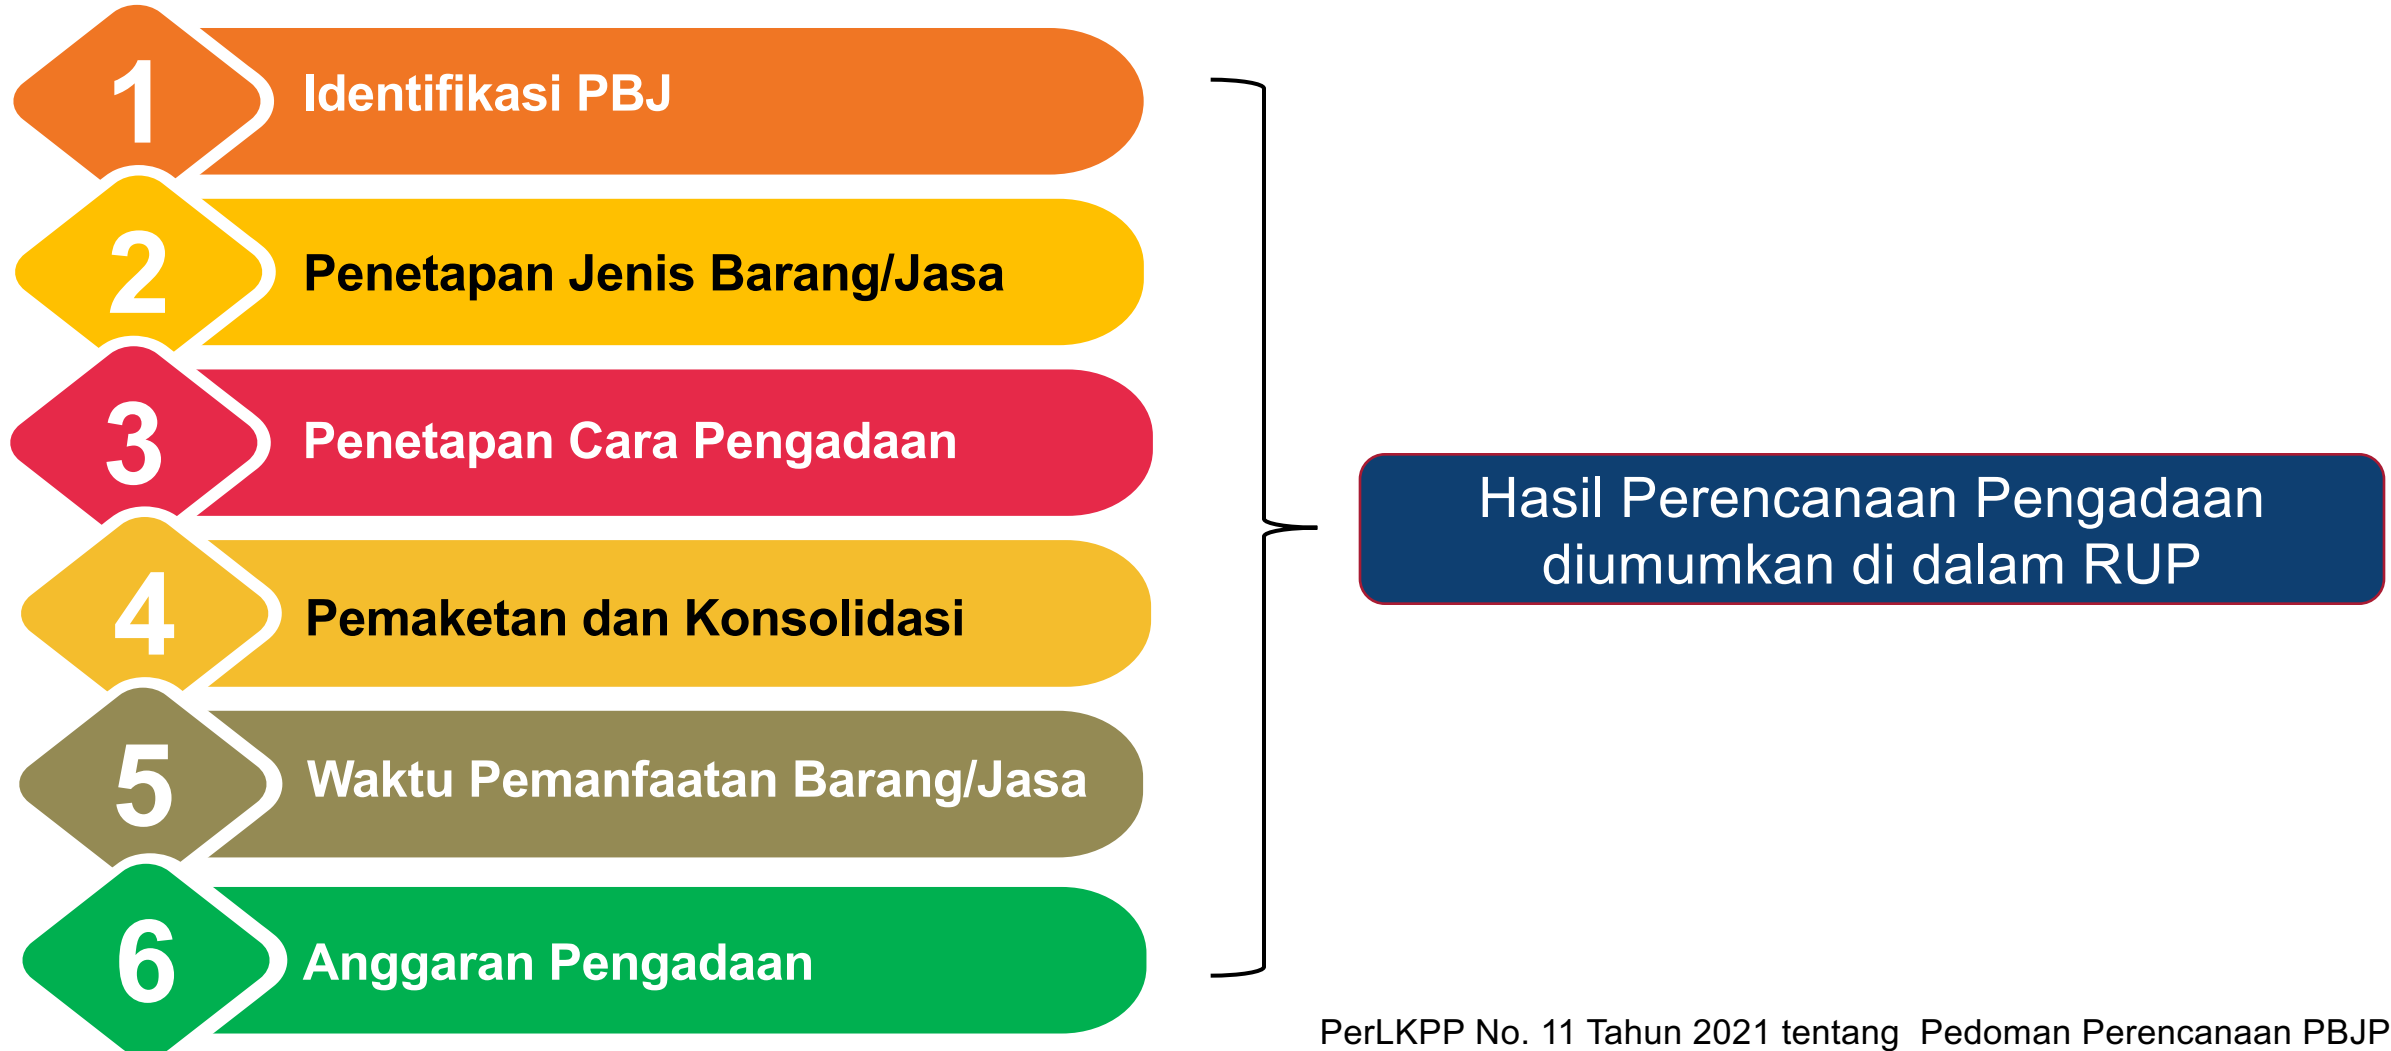 1
Identifikasi PBJ
2
Penetapan Jenis Barang/Jasa
3
Penetapan Cara Pengadaan
4
Pemaketan dan Konsolidasi
5
Waktu Pemanfaatan Barang/Jasa
6
Anggaran Pengadaan
Hasil Perencanaan Pengadaan
diumumkan di dalam RUP
PerLKPP No. 11 Tahun 2021 tentang  Pedoman Perencanaan PBJP